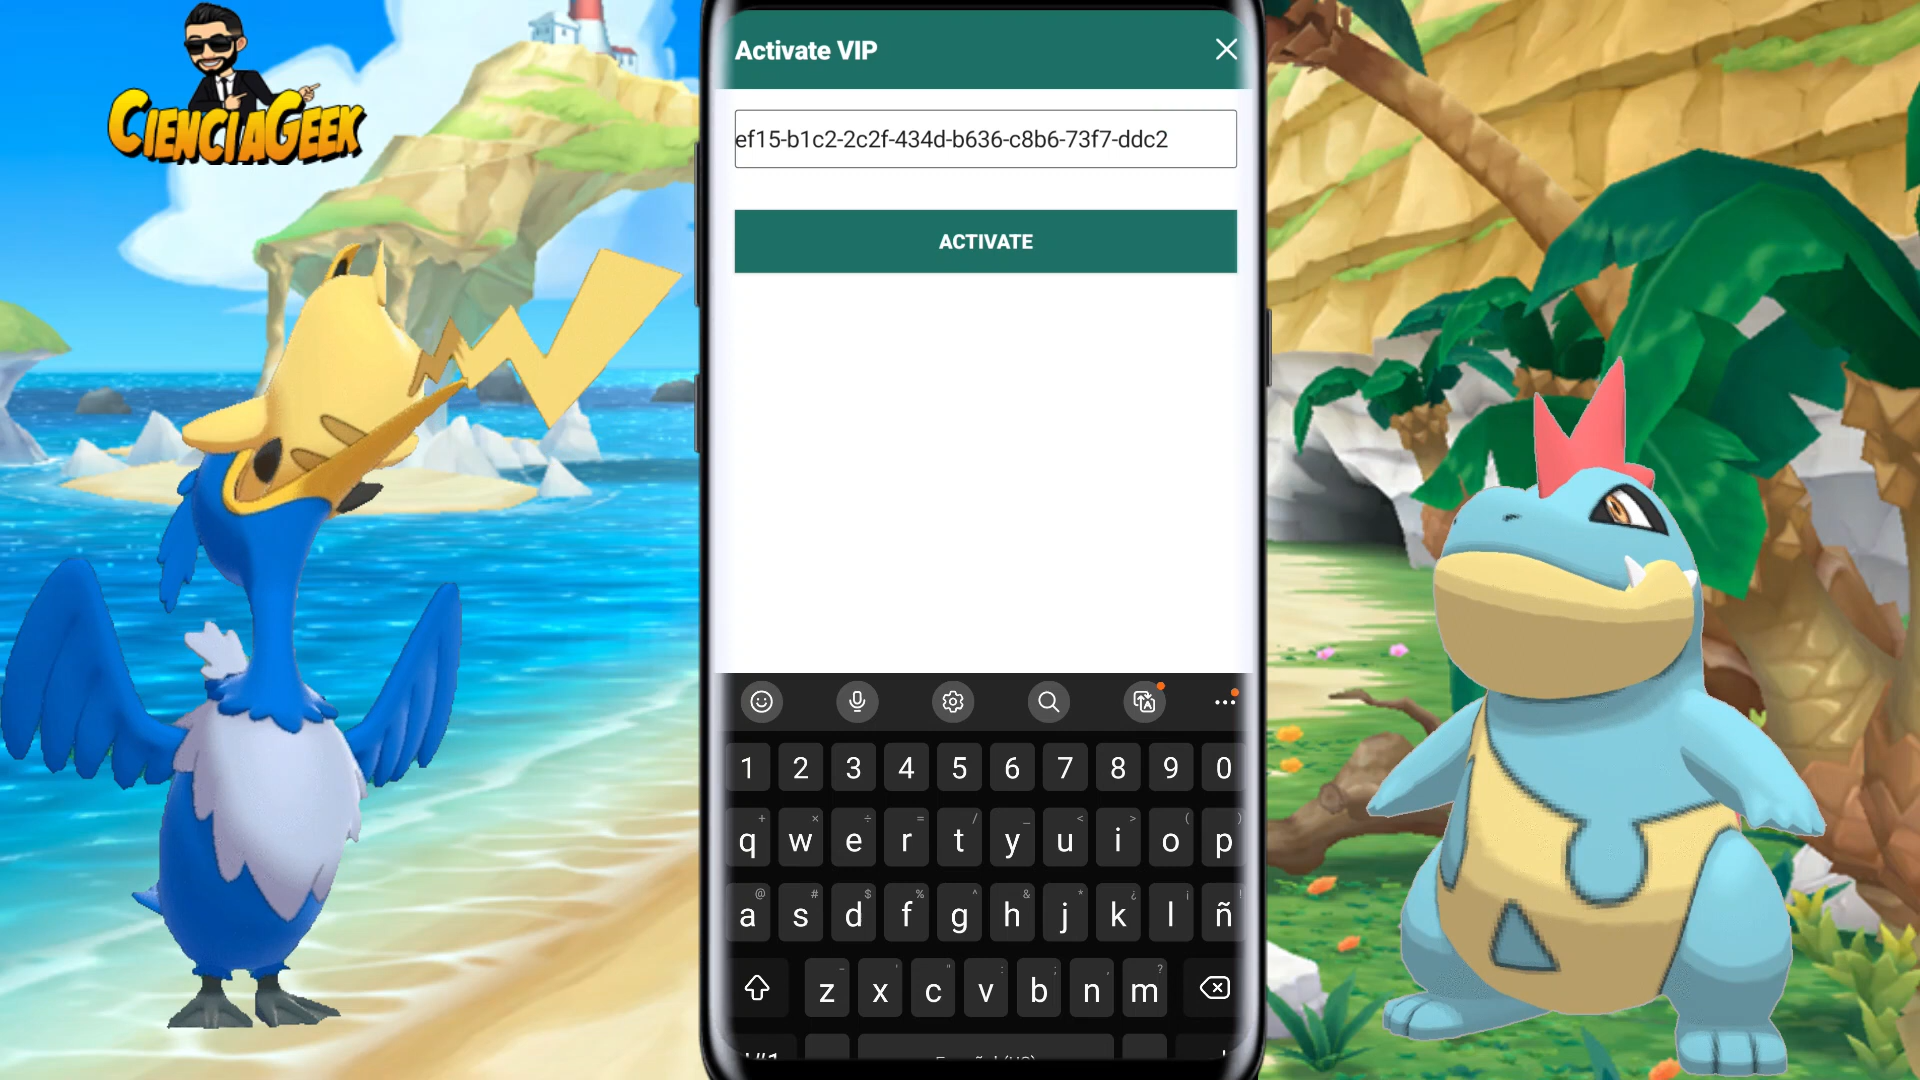 CIENCIAGEEK
Activate VIP
ef15-b1c2-2c2f-434d-b636-c8b6-73f7-ddc2
ACTIVATE
1 2 3 4 5 6 7 8 9 0
+ × ÷ = / _ < > ( )
q w e r t y u i o p
@ # $ % ^ & * ¿ ¡ !
a s d f g h j k l ñ
- ' " : ; , ?
z x c v b n m